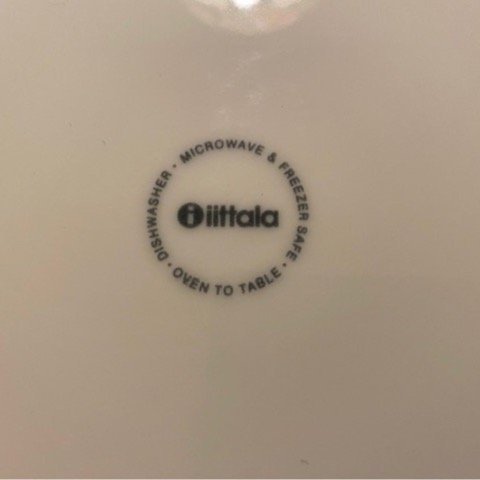 DISHWASHER · MICROWAVE & FREEZER SAFE ·
iittala
OVEN TO TABLE ·